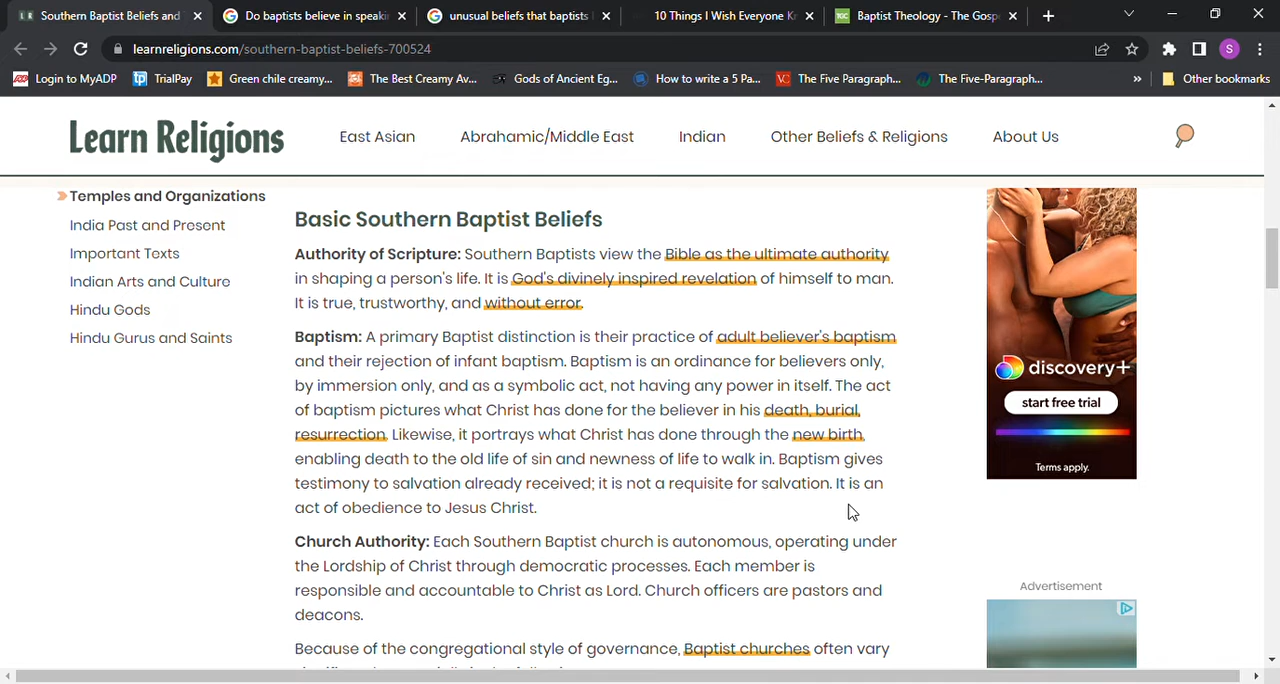 Southern Baptist Beliefs and
Do baptists believe in speaki
unusual beliefs that baptists
10 Things I Wish Everyone K
TGC
Baptist Theology - The Gosp
learnreligions.com/southern-baptist-beliefs-700524
S
Login to MyADP
tp TrialPay
Green chile creamy...
The Best Creamy Av...
Gods of Ancient Eg...
How to write a 5 Pa...
VC The Five Paragraph...
The Five-Paragraph...
»
Other bookmarks
Learn Religions
East Asian
Abrahamic/Middle East
Indian
Other Beliefs & Religions
About Us
Temples and Organizations
India Past and Present
Important Texts
Indian Arts and Culture
Hindu Gods
Hindu Gurus and Saints
Basic Southern Baptist Beliefs
Authority of Scripture: Southern Baptists view the Bible as the ultimate authority
in shaping a person's life. It is God's divinely inspired revelation of himself to man.
It is true, trustworthy, and without error.
Baptism: A primary Baptist distinction is their practice of adult believer's baptism
and their rejection of infant baptism. Baptism is an ordinance for believers only,
by immersion only, and as a symbolic act, not having any power in itself. The act
of baptism pictures what Christ has done for the believer in his death, burial,
resurrection. Likewise, it portrays what Christ has done through the new birth,
enabling death to the old life of sin and newness of life to walk in. Baptism gives
testimony to salvation already received; it is not a requisite for salvation. It is an
act of obedience to Jesus Christ.
Church Authority: Each Southern Baptist church is autonomous, operating under
the Lordship of Christ through democratic processes. Each member is
responsible and accountable to Christ as Lord. Church officers are pastors and
deacons.
Because of the congregational style of governance, Baptist churches often vary
discovery+
start free trial
Terms apply.
Advertisement